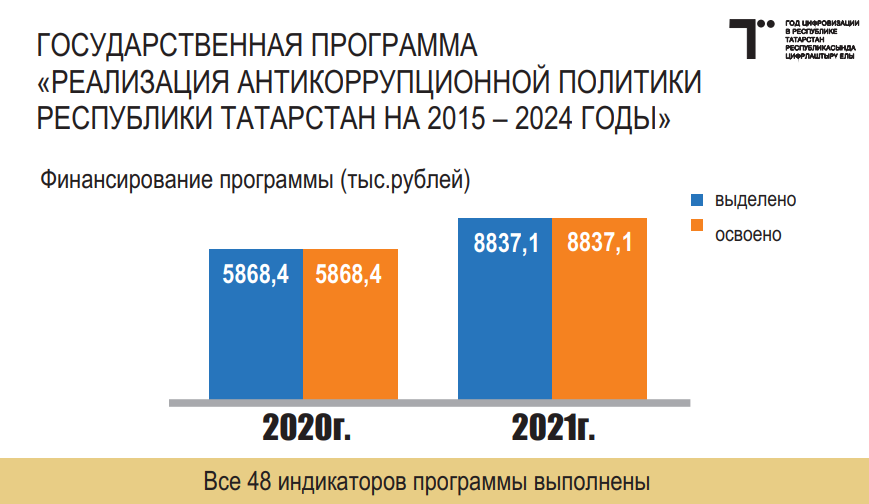 ГОСУДАРСТВЕННАЯ ПРОГРАММА
«РЕАЛИЗАЦИЯ АНТИКОРРУПЦИОННОЙ ПОЛИТИКИ
РЕСПУБЛИКИ ТАТАРСТАН НА 2015 – 2024 ГОДЫ»
ГОД ЦИФРОВИЗАЦИИ
В РЕСПУБЛИКЕ
ТАТАРСТАН
РЕСПУБЛИКАСЫНДА
ЦИФРЛАШТЫРУ ЕЛЫ
Финансирование программы (тыс.рублей)
выделено
освоено
5868,4 5868,4
8837,1 8837,1
2020г. 2021г.
Все 48 индикаторов программы выполнены